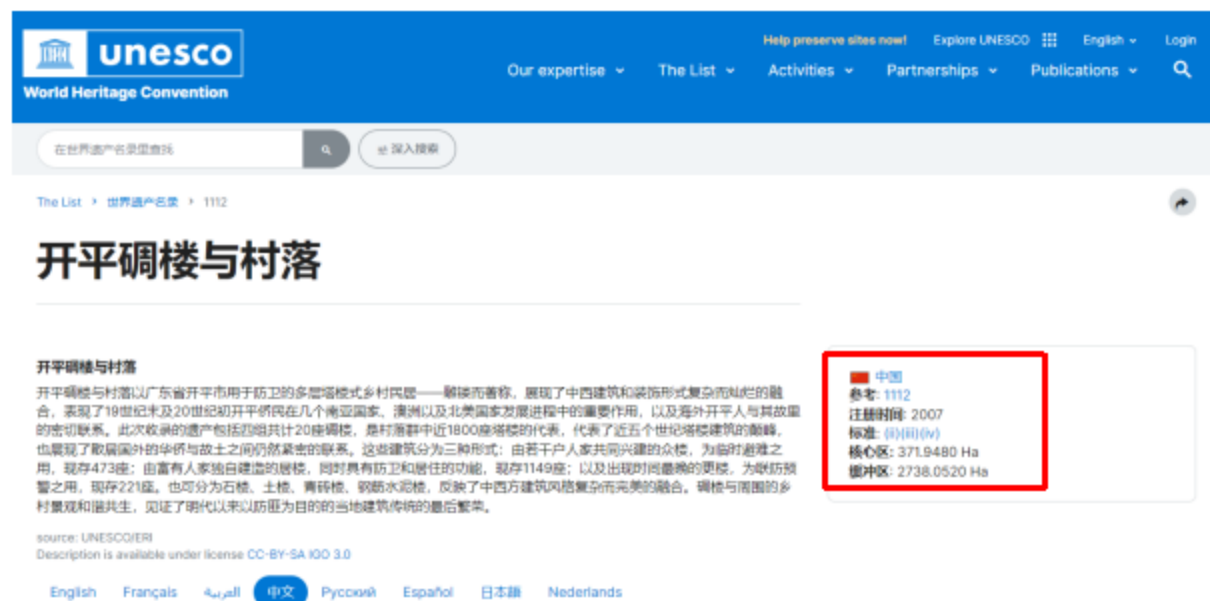 unesco
World Heritage Convention
Help preserve sites now!
Explore UNESCO
English
Login
Our expertise
The List
Activities
Partnerships
Publications
在世界遗产名录里查找
深入搜索
The List > 世界遗产名录 > 1112
开平碉楼与村落
开平碉楼与村落
开平碉楼与村落以广东省开平市用于防卫的多层塔楼式乡村民居——碉楼而著称，展现了中西建筑和装饰形式复杂而灿烂的融
合，表现了19世纪末及20世纪初开平侨民在几个南亚国家、澳洲以及北美国家发展进程中的重要作用，以及海外开平人与其故里
的密切联系。此次收录的遗产包括四组共计20座碉楼，是村落群中近1800座塔楼的代表，代表了近五个世纪塔楼建筑的巅峰，
也展现了散居国外的华侨与故土之间仍然紧密的联系。这些建筑分为三种形式：由若干户人家共同兴建的众楼，为临时避难之
用，现存473座；由富有人家独自建造的居楼，同时具有防卫和居住的功能，现存1149座；以及出现时间最晚的更楼，为联防预
警之用，现存221座。也可分为石楼、土楼、青砖楼、钢筋水泥楼，反映了中西方建筑风格复杂而完美的融合。碉楼与周围的乡
村景观和谐共生，见证了明代以来以防匪为目的的当地建筑传统的最后繁荣。
source: UNESCO/ERI
Description is available under license CC-BY-SA IGO 3.0
English Français العربية 中文 Русский Español 日本語 Nederlands
中国
参考: 1112
注册时间: 2007
标准: (ii)(iii)(iv)
核心区: 371.9480 Ha
缓冲区: 2738.0520 Ha